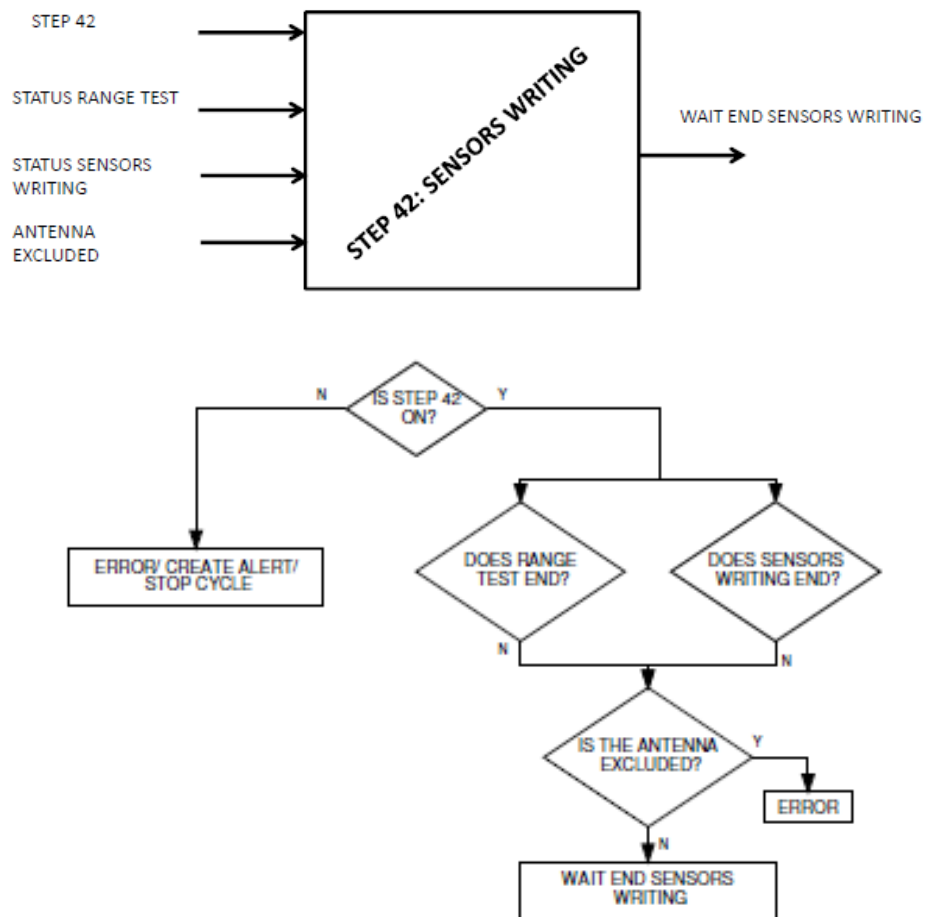 STEP 42
STATUS RANGE TEST
STATUS SENSORS
WRITING
ANTENNA
EXCLUDED
STEP 42: SENSORS WRITING
WAIT END SENSORS WRITING
N
IS STEP 42
ON?
Y
ERROR/ CREATE ALERT/
STOP CYCLE
DOES RANGE
TEST END?
DOES SENSORS
WRITING END?
N
N
IS THE ANTENNA
EXCLUDED?
Y
ERROR
N
WAIT END SENSORS
WRITING